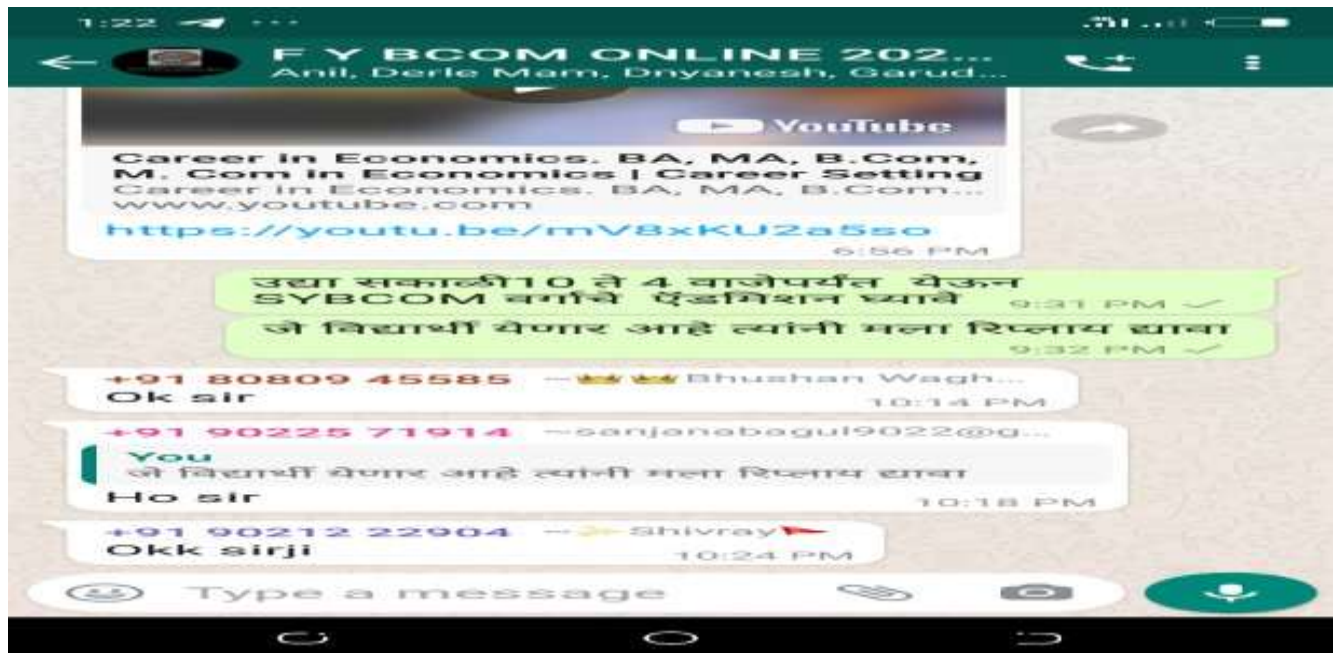 1:22
F Y BCOM ONLINE 202...
Anil, Derle Mam, Dnyanesh, Garud...
YouTube
Career in Economics. BA, MA, B.Com,
M. Com in Economics | Career Setting
Career in Economics. BA, MA, B.Com...
www.youtube.com
https://youtu.be/mV8xKU2a5so
6:56 PM
उद्या सकाळी10 ते 4 वाजेपर्यंत येऊन
SYBCOM वर्गाचे ऍडमिशन घ्यावे 9:31 PM
जे विद्यार्थी येणार आहे त्यांनी मला रिप्लाय द्यावा
9:32 PM
+91 80809 45585 ~👑👑Bhushan Wagh...
Ok sir 10:14 PM
+91 90225 71914 ~sanjanabagul9022@g...
You
जे विद्यार्थी येणार आहे त्यांनी मला रिप्लाय द्यावा
Ho sir 10:18 PM
+91 90212 22904 ~ Shivray🚩
Okk sirji 10:24 PM
Type a message